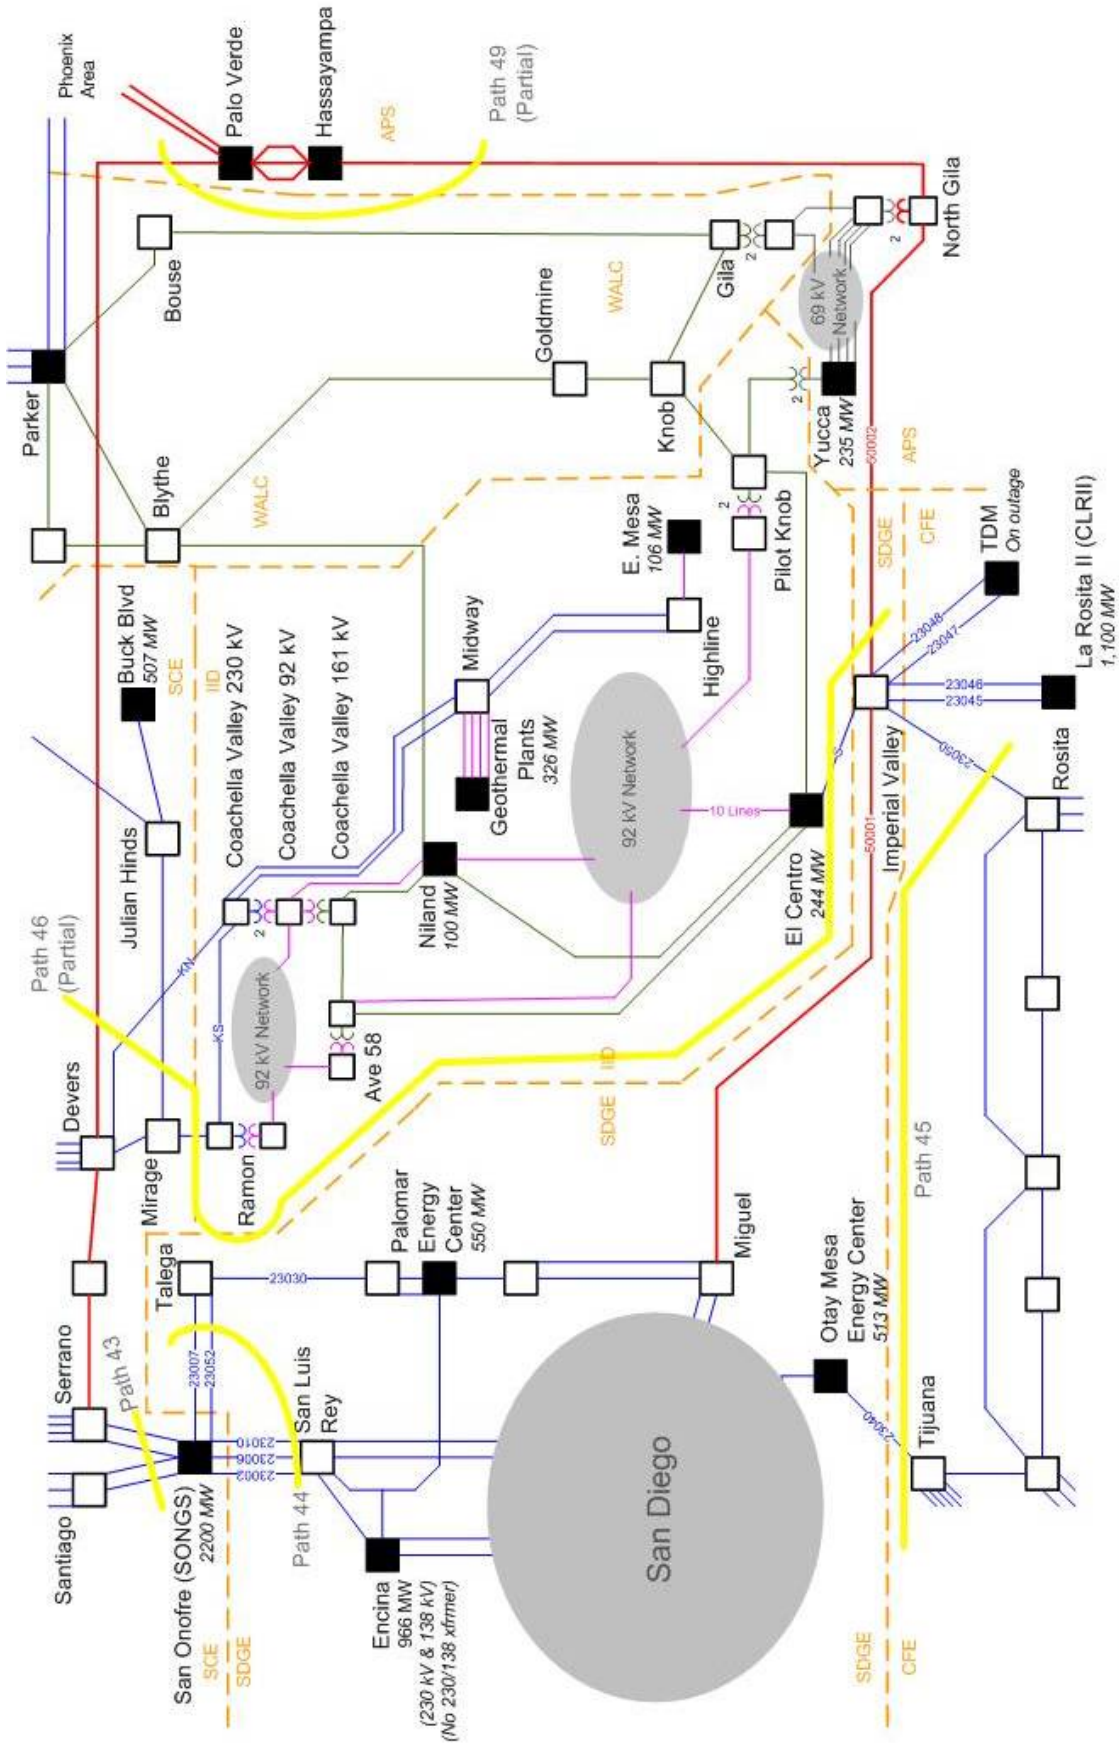 Santiago
Serrano
Path 43
San Onofre (SONGS)
2200 MW
SCE
SDGE
23007
23052
Talega
23010
23006
23002
Path 44
San Luis
Rey
Encina
966 MW
(230 kV & 138 kV)
(No 230/138 xfrmer)
23030
Palomar
Energy
Center
550 MW
San Diego
Miguel
Otay Mesa
Energy Center
513 MW
23040
SDGE
CFE
Tijuana
Path 45
Devers
Mirage
Ramon
Path 46
(Partial)
KN
KS
92 kV Network
Ave 58
SDGE
IID
Julian Hinds
Buck Blvd
507 MW
SCE
IID
Coachella Valley 230 kV
Coachella Valley 92 kV
Coachella Valley 161 kV
2
Niland
100 MW
Geothermal
Plants
326 MW
Midway
92 kV Network
10 Lines
El Centro
244 MW
Highline
E. Mesa
106 MW
Pilot Knob
2
Imperial Valley
S
50001
50002
23050
23045
23046
23047
23048
Rosita
La Rosita II (CLRII)
1,100 MW
TDM
On outage
SDGE
CFE
APS
Parker
Blythe
WALC
Bouse
Goldmine
Knob
WALC
Gila
2
Yucca
235 MW
2
69 kV
Network
2
North Gila
Phoenix
Area
Palo Verde
Hassayampa
APS
Path 49
(Partial)